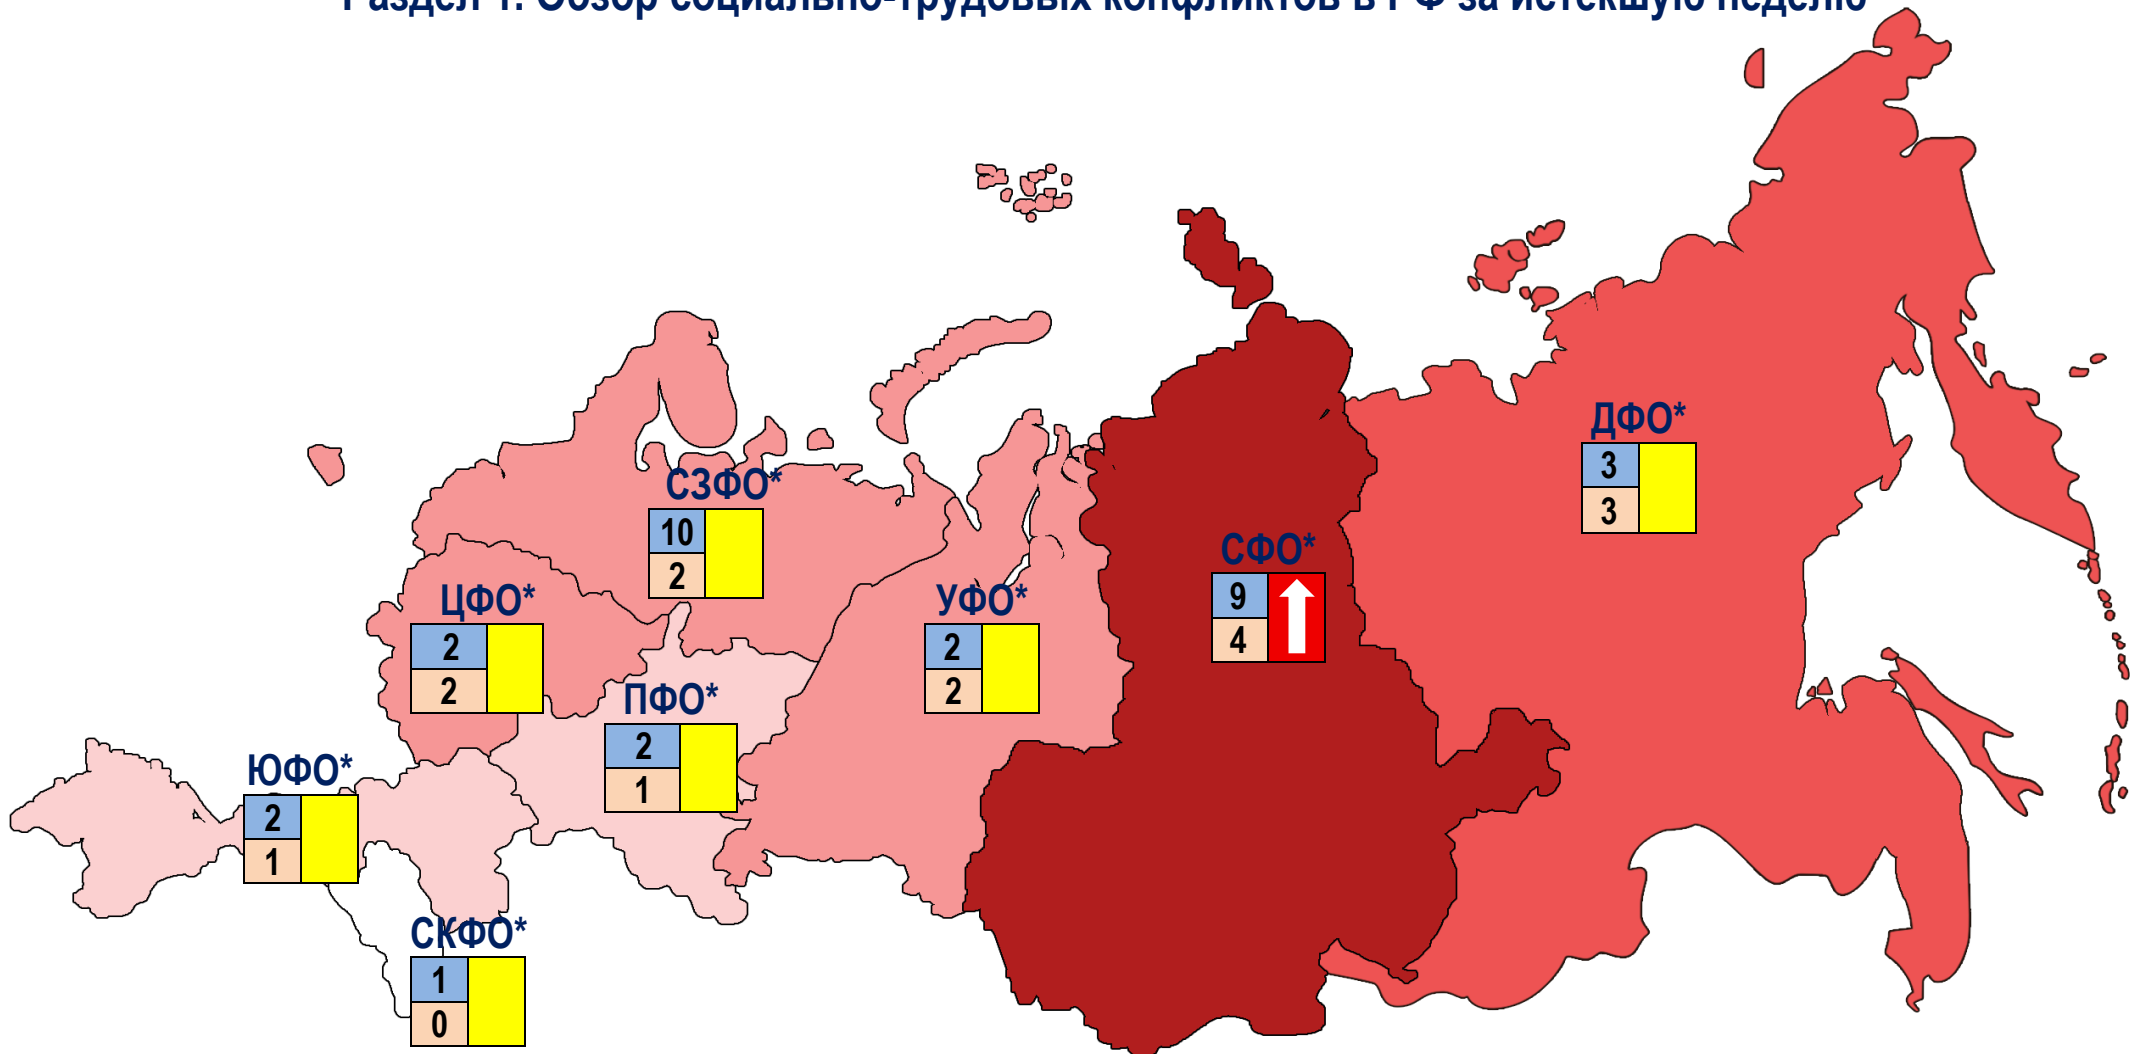 Раздел 1. Обзор социально-трудовых конфликтов в РФ за истекшую неделю
ДФО*
3
3
СЗФО*
10
2
СФО*
9
4
ЦФО*
2
2
УФО*
2
2
ПФО*
2
1
ЮФО*
2
1
СКФО*
1
0